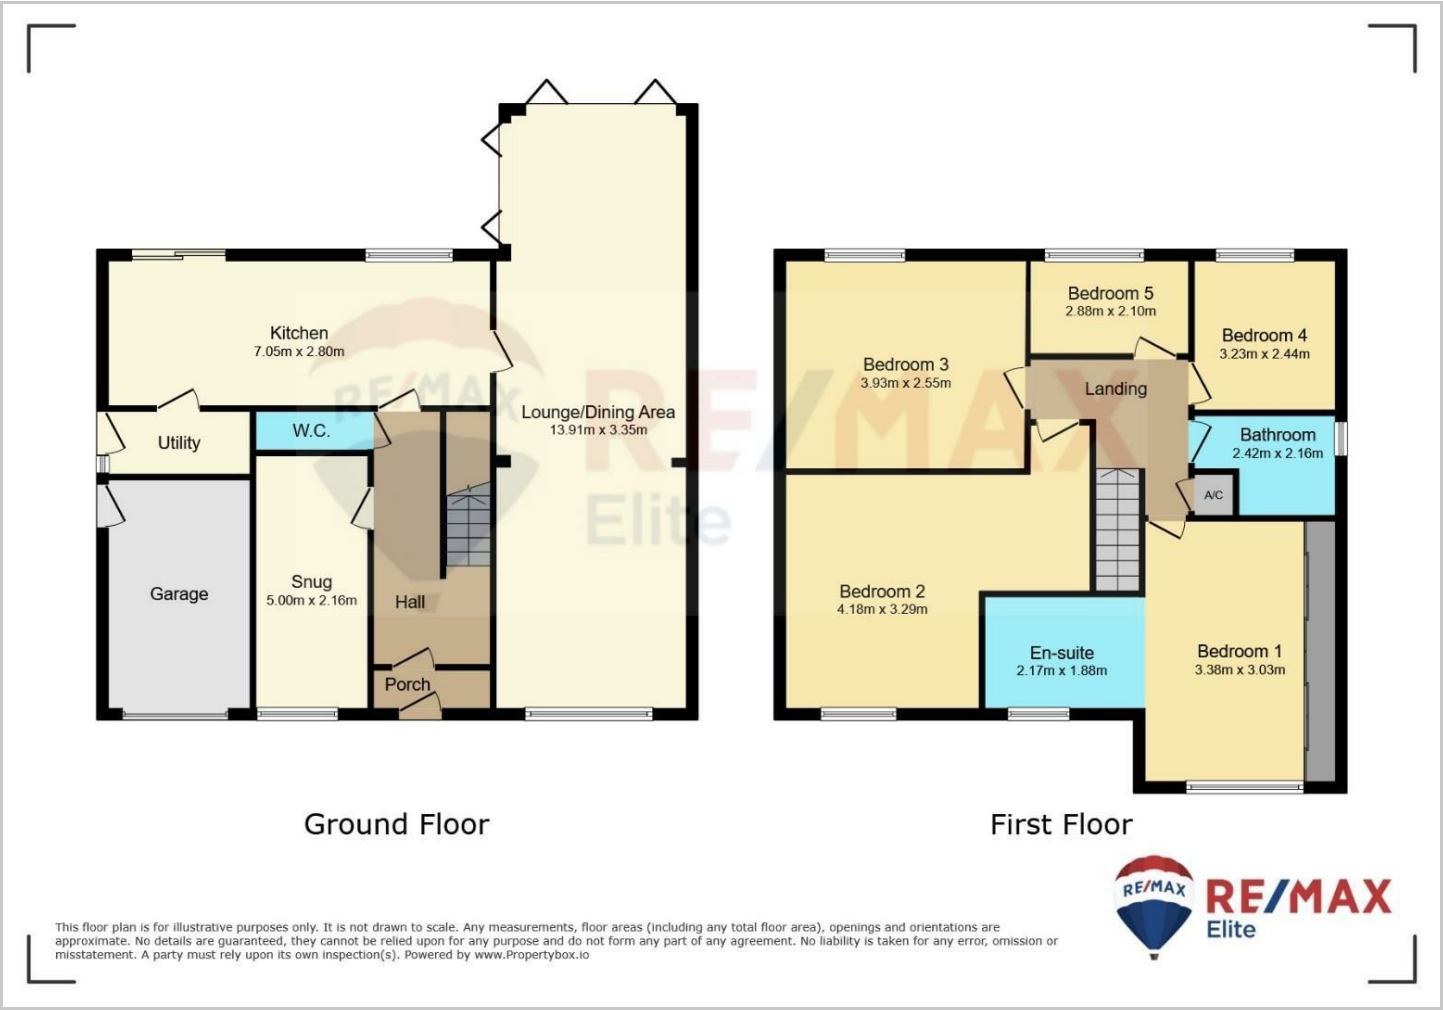 Kitchen
7.05m x 2.80m
Lounge/Dining Area
13.91m x 3.35m
Utility
W.C.
Garage
Snug
5.00m x 2.16m
Hall
Porch
RE/MAX
RE/MAX
Elite
Bedroom 3
3.93m x 2.55m
Bedroom 5
2.88m x 2.10m
Bedroom 4
3.23m x 2.44m
Landing
Bathroom
2.42m x 2.16m
A/C
Bedroom 2
4.18m x 3.29m
En-suite
2.17m x 1.88m
Bedroom 1
3.38m x 3.03m
Ground Floor
First Floor
RE/MAX
RE/MAX
Elite
This floor plan is for illustrative purposes only. It is not drawn to scale. Any measurements, floor areas (including any total floor area), openings and orientations are
approximate. No details are guaranteed, they cannot be relied upon for any purpose and do not form any part of any agreement. No liability is taken for any error, omission or
misstatement. A party must rely upon its own inspection(s). Powered by www.Propertybox.io